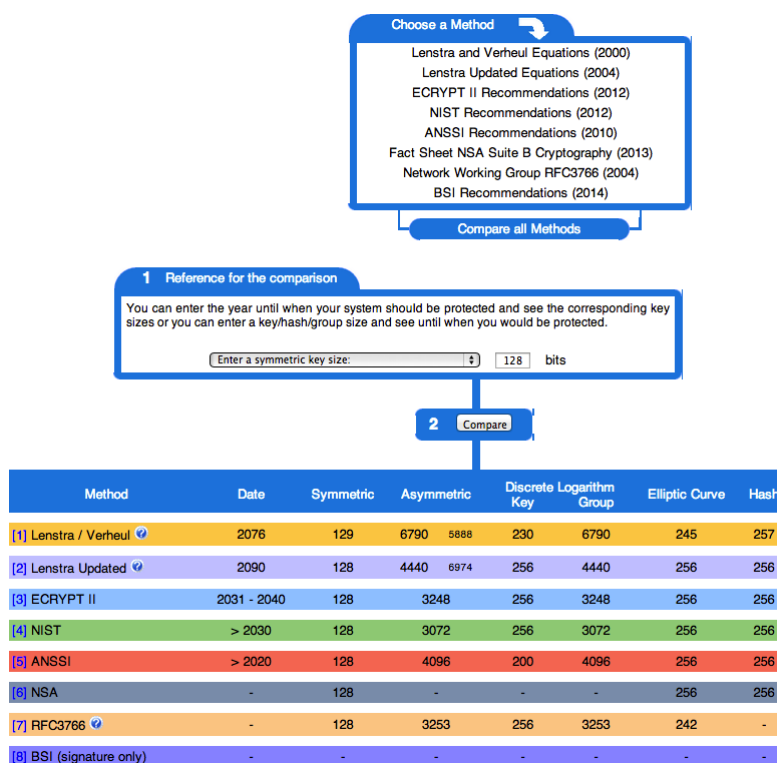 Choose a Method
Lenstra and Verheul Equations (2000)
Lenstra Updated Equations (2004)
ECRYPT II Recommendations (2012)
NIST Recommendations (2012)
ANSSI Recommendations (2010)
Fact Sheet NSA Suite B Cryptography (2013)
Network Working Group RFC3766 (2004)
BSI Recommendations (2014)
Compare all Methods
1 Reference for the comparison
You can enter the year until when your system should be protected and see the corresponding key
sizes or you can enter a key/hash/group size and see until when you would be protected.
Enter a symmetric key size: 128 bits
2 Compare
Method Date Symmetric Asymmetric Discrete Logarithm Key Group Elliptic Curve Hash
[1] Lenstra / Verheul ? 2076 129 6790 5888 230 6790 245 257
[2] Lenstra Updated ? 2090 128 4440 6974 256 4440 256 256
[3] ECRYPT II 2031 - 2040 128 3248 256 3248 256 256
[4] NIST > 2030 128 3072 256 3072 256 256
[5] ANSSI > 2020 128 4096 200 4096 256 256
[6] NSA - 128 - - - 256 256
[7] RFC3766 ? - 128 3253 256 3253 242 -
[8] BSI (signature only) - - - - - - -